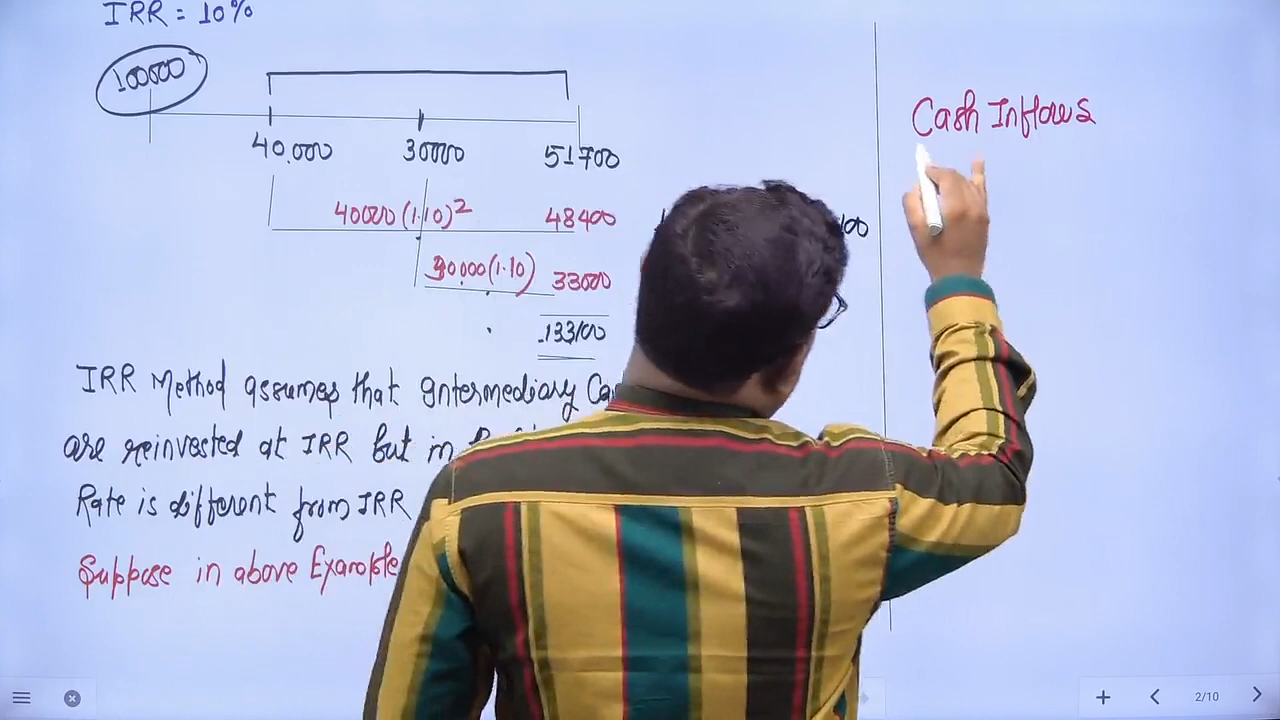 IRR = 10%
100000
40.000 30000 51700
40000 (1.10)² 48400
30.000 (1.10) 33000
133100
IRR Method assumes that Intermediary
are reinvested at IRR but in
Rate is different from IRR
Suppose in above Example
Cash Inflows
2/10